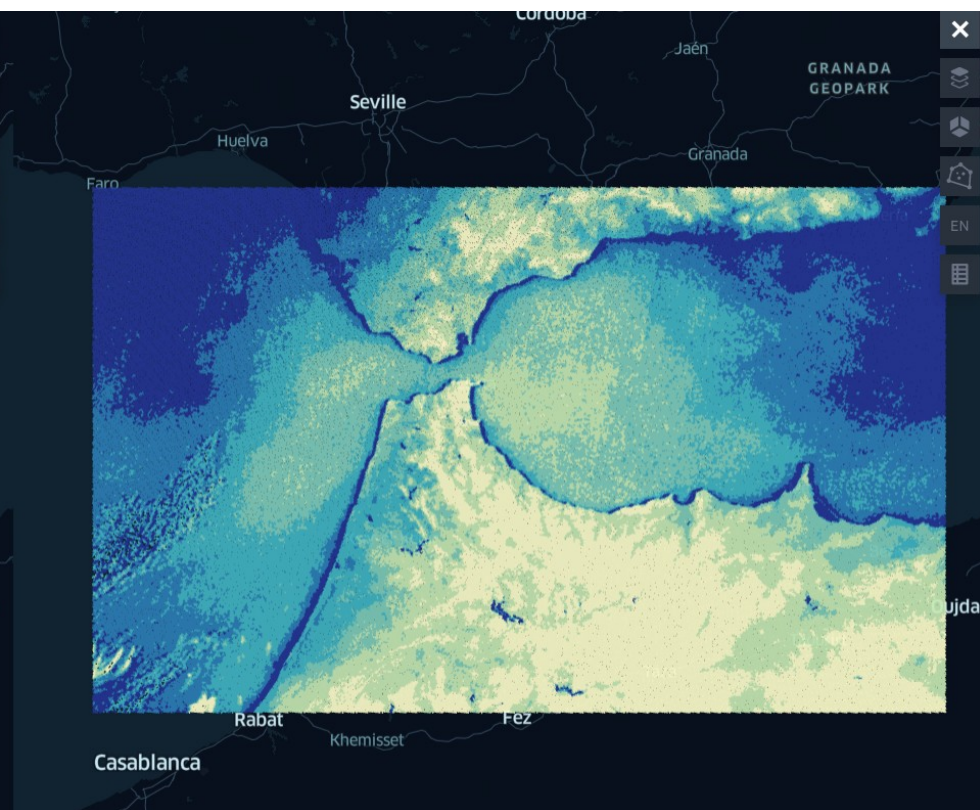 Córdoba
Jaén
GRANADA
GEOPARK
Seville
Huelva
Granada
Faro
EN
Oujda
Rabat
Fez
Khemisset
Casablanca